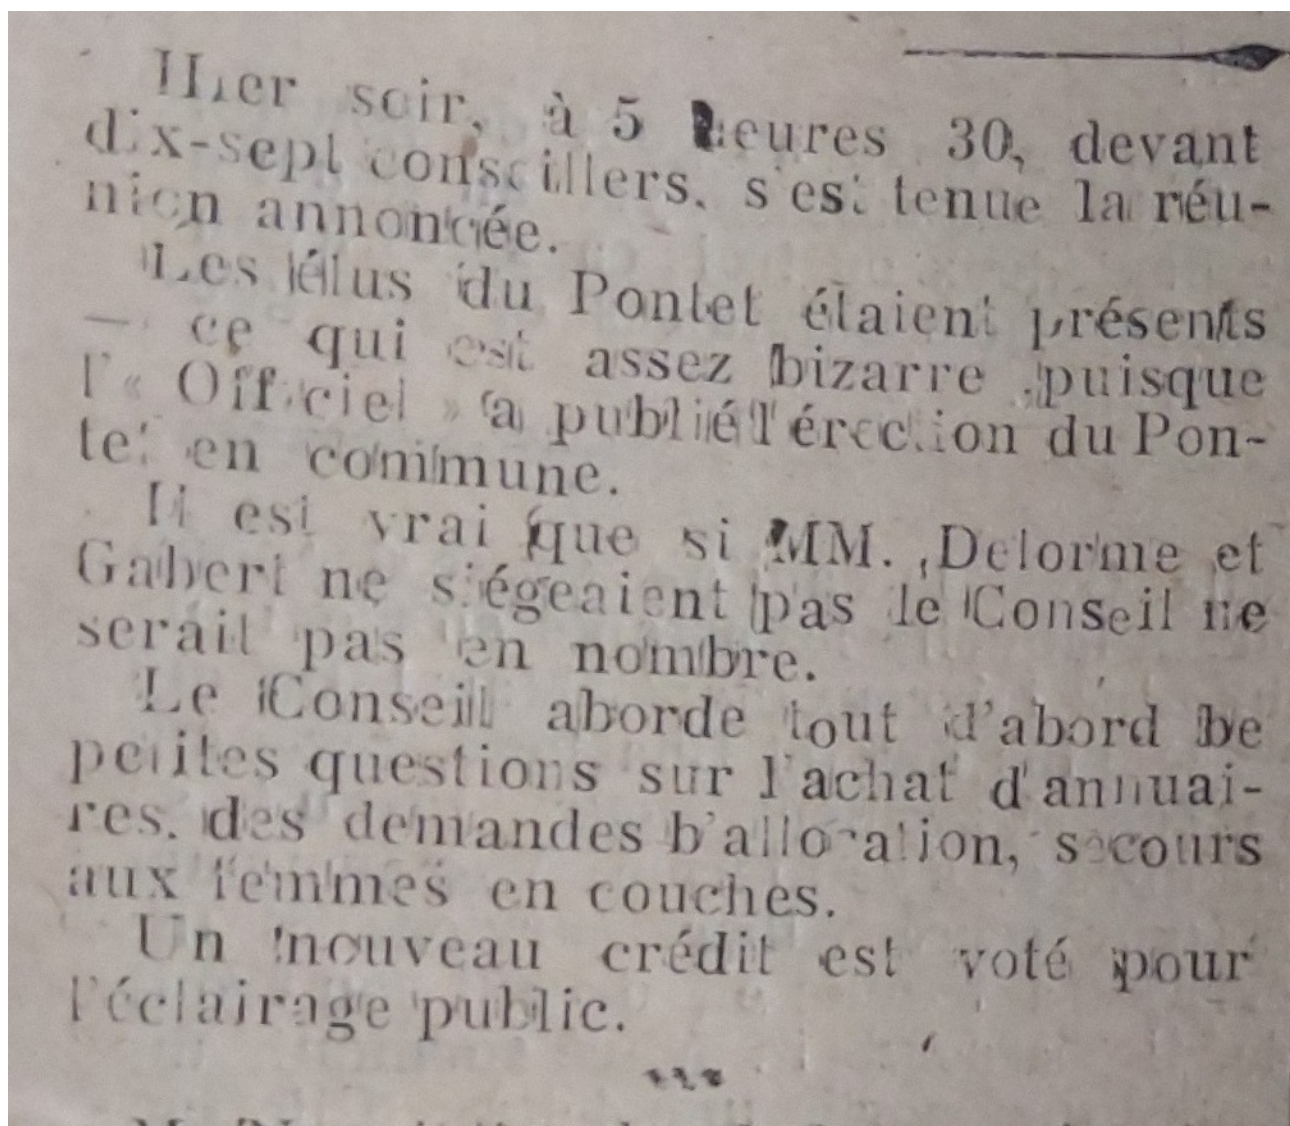 Hier soir, à 5 heures 30, devant
dix-sept conseillers, s'est tenue la réu-
nion annoncée.
Les élus du Pontet étaient présents
— ce qui est assez bizarre, puisque
l'« Officiel » a publié l'érection du Pon-
tet en commune.
Il est vrai que si MM. Delorme et
Gabert ne siégeaient pas le Conseil ne
serait pas en nombre.
Le Conseil aborde tout d'abord be
petites questions sur l'achat d'annuai-
res, des demandes b'allocation, secours
aux femmes en couches.
Un nouveau crédit est voté pour
l'éclairage public.